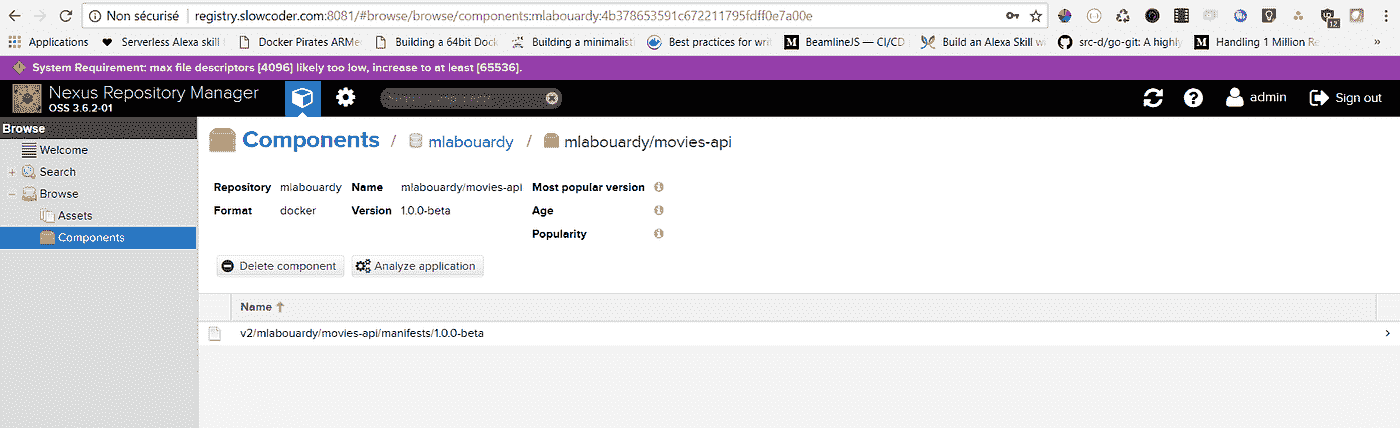 Non sécurisé registry.slowcoder.com:8081/#browse/browse/components:mlabouardy:4b378653591c672211795fdff0e7a00e
Applications Serverless Alexa skill t Docker Pirates ARMe Building a 64bit Dock Building a minimalist Best practices for wri BeamlineJS — CI/CD Build an Alexa Skill w src-d/go-git: A highly Handling 1 Million Re »
System Requirement: max file descriptors [4096] likely too low, increase to at least [65536].
Nexus Repository Manager
OSS 3.6.2-01
admin Sign out
Browse
Welcome
Search
Browse
Assets
Components
Components / mlabouardy / mlabouardy/movies-api
Repository mlabouardy Name mlabouardy/movies-api Most popular version
Format docker Version 1.0.0-beta Age
Popularity
Delete component Analyze application
Name
v2/mlabouardy/movies-api/manifests/1.0.0-beta